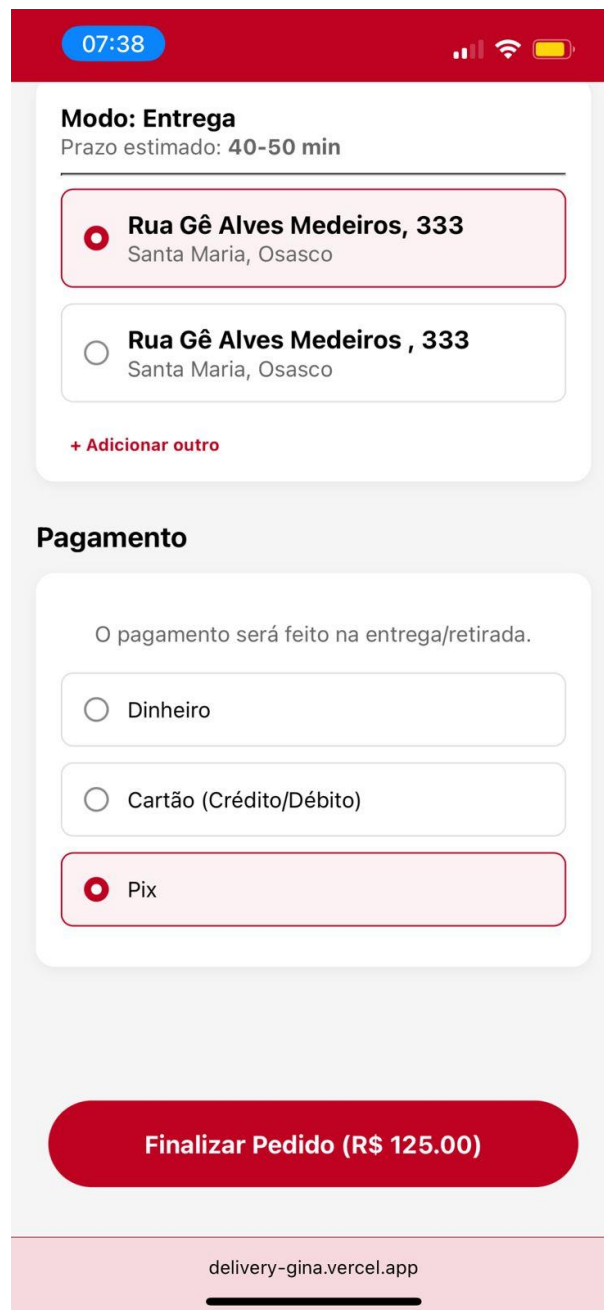 07:38
Modo: Entrega
Prazo estimado: 40-50 min
Rua Gê Alves Medeiros, 333
Santa Maria, Osasco
Rua Gê Alves Medeiros , 333
Santa Maria, Osasco
+ Adicionar outro
Pagamento
O pagamento será feito na entrega/retirada.
Dinheiro
Cartão (Crédito/Débito)
Pix
Finalizar Pedido (R$ 125.00)
delivery-gina.vercel.app